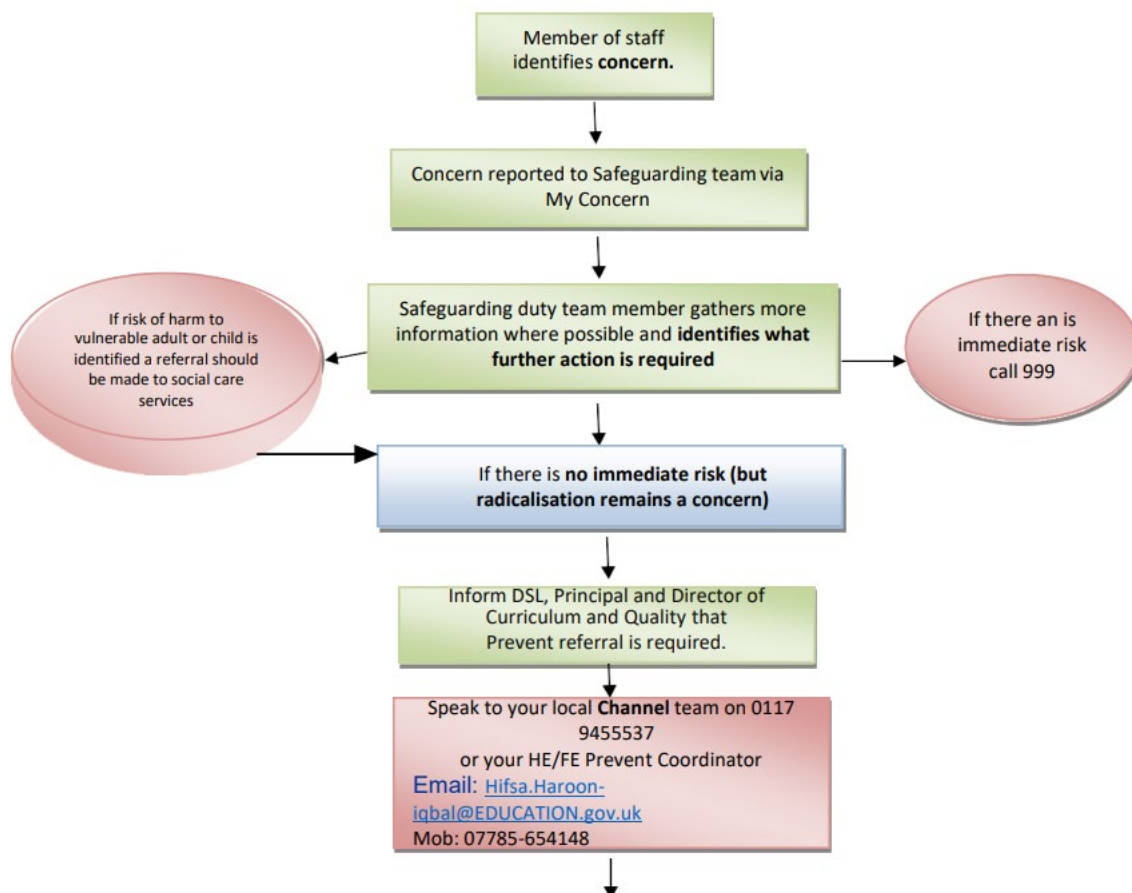 Member of staff
identifies concern.
Concern reported to Safeguarding team via
My Concern
Safeguarding duty team member gathers more
information where possible and identifies what
further action is required
If risk of harm to
vulnerable adult or child is
identified a referral should
be made to social care
services
If there an is
immediate risk
call 999
If there is no immediate risk (but
radicalisation remains a concern)
Inform DSL, Principal and Director of
Curriculum and Quality that
Prevent referral is required.
Speak to your local Channel team on 0117
9455537
or your HE/FE Prevent Coordinator
Email: Hifsa.Haroon-
iqbal@EDUCATION.gov.uk
Mob: 07785-654148